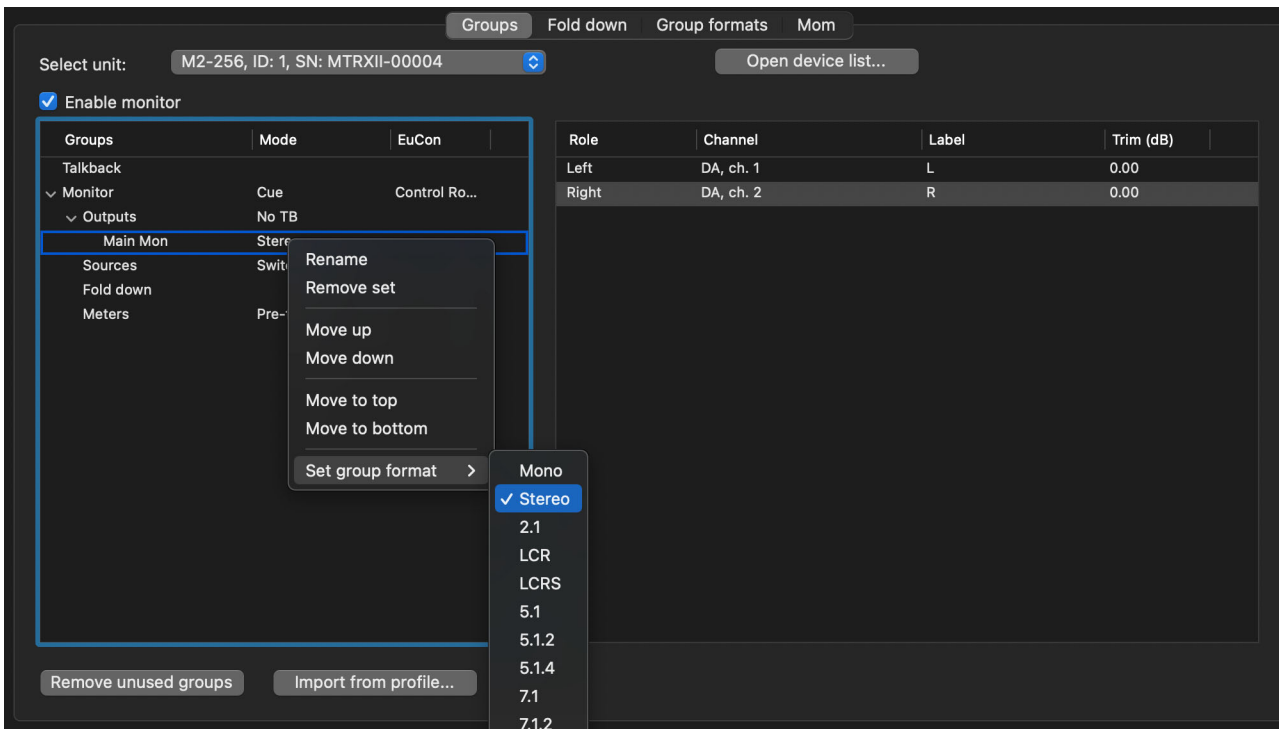 Groups Fold down Group formats Mom
Select unit: M2-256, ID: 1, SN: MTRXII-00004 Open device list...
Enable monitor
Groups Mode EuCon
Talkback
Monitor Cue Control Ro...
Outputs No TB
Main Mon
Sources
Fold down
Meters Pre-
Role Channel Label Trim (dB)
Left DA, ch. 1 L 0.00
Right DA, ch. 2 R 0.00
Rename
Remove set
Move up
Move down
Move to top
Move to bottom
Set group format
Mono
Stereo
2.1
LCR
LCRS
5.1
5.1.2
5.1.4
7.1
7.1.2
Remove unused groups Import from profile...